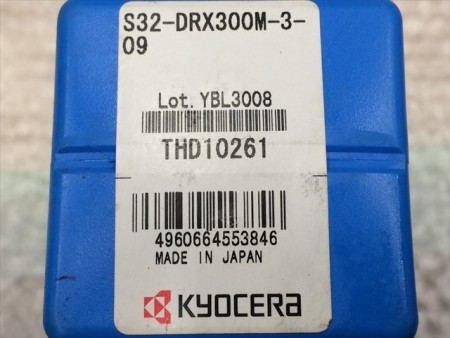 S32-DRX300M-3-
09
Lot. YBL3008
THD10261
4960664553846
MADE IN JAPAN
KYOCERA